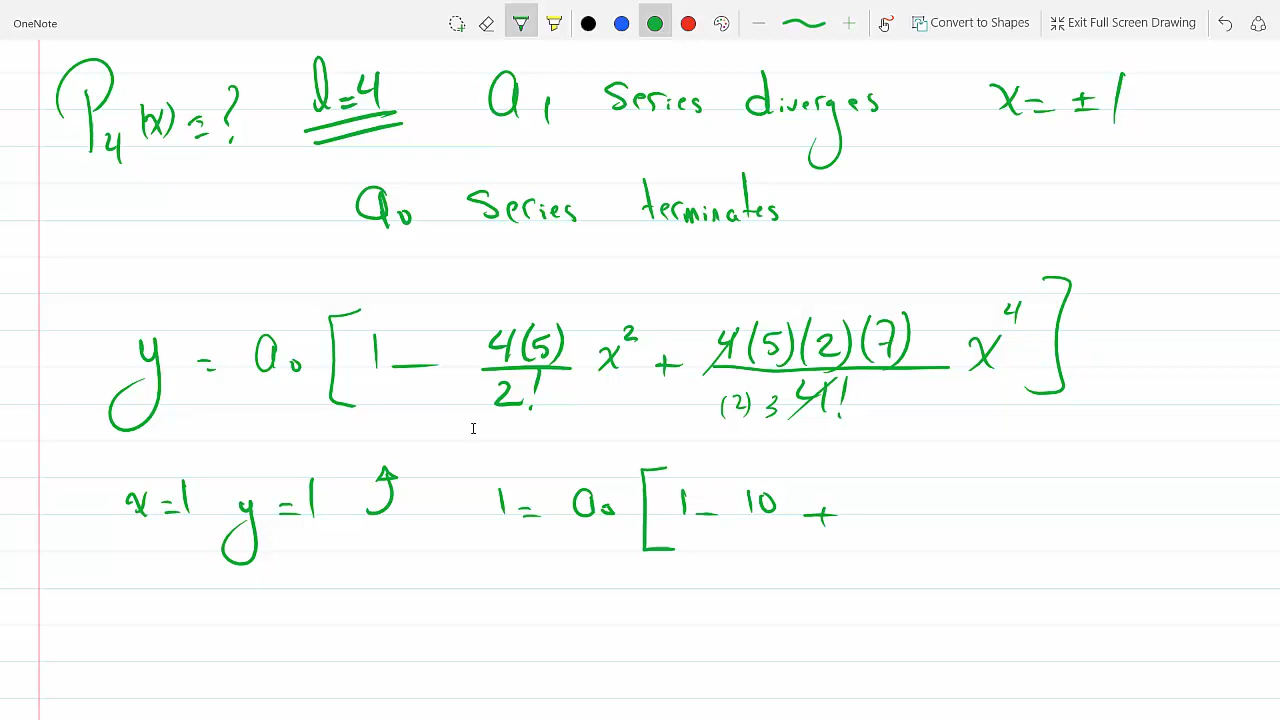 OneNote
Convert to Shapes
Exit Full Screen Drawing
P₄(x) = ? l=4 a₁ series diverges x = ±1
a₀ series terminates
y = a₀ [ 1 − 4(5)/2! x² + 4(5)(2)(7)/4! x⁴ ]
(2) 3
x=1 y=1 1 = a₀ [ 1 − 10 +